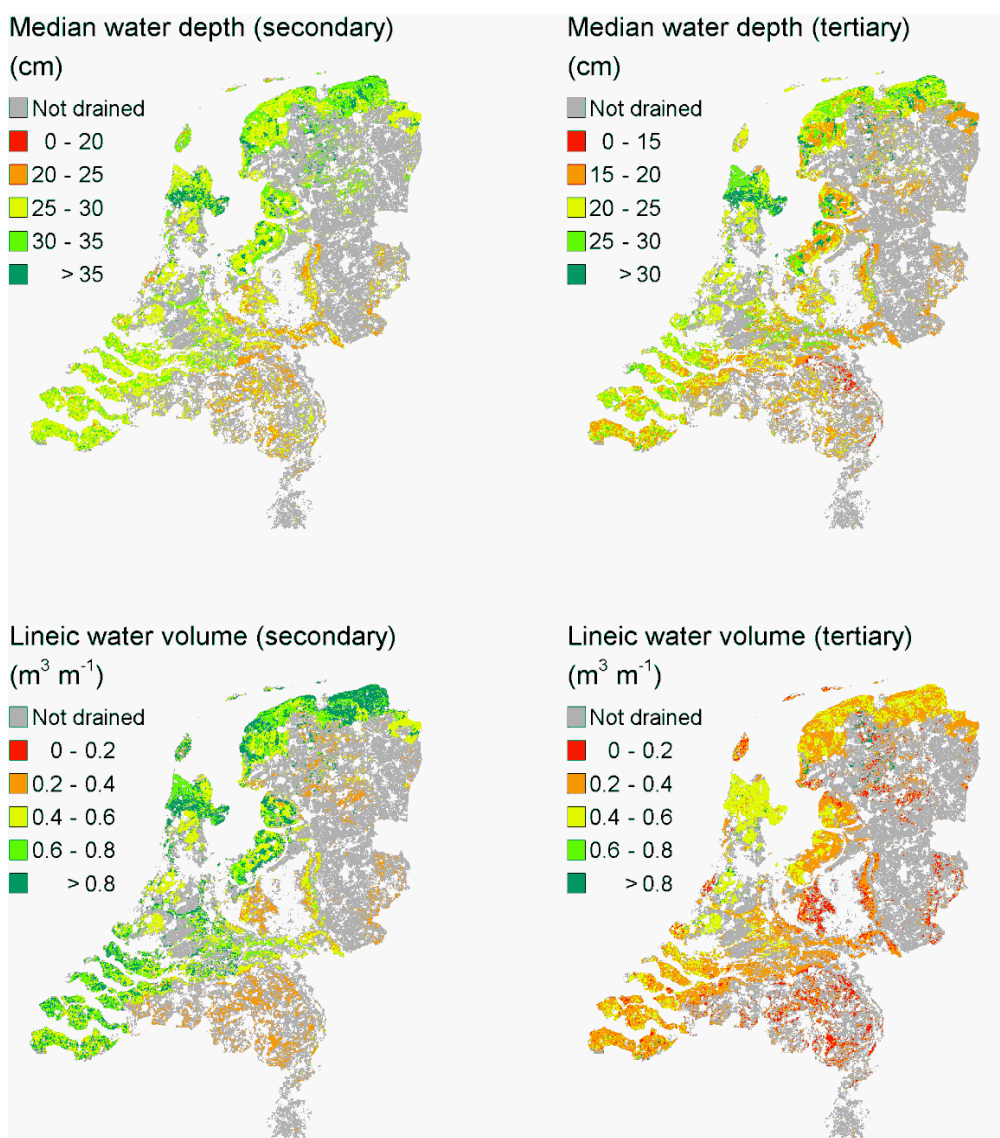 Median water depth (secondary)
(cm)
Not drained
0 - 20
20 - 25
25 - 30
30 - 35
> 35
Median water depth (tertiary)
(cm)
Not drained
0 - 15
15 - 20
20 - 25
25 - 30
> 30
Lineic water volume (secondary)
(m³ m⁻¹)
Not drained
0 - 0.2
0.2 - 0.4
0.4 - 0.6
0.6 - 0.8
> 0.8
Lineic water volume (tertiary)
(m³ m⁻¹)
Not drained
0 - 0.2
0.2 - 0.4
0.4 - 0.6
0.6 - 0.8
> 0.8